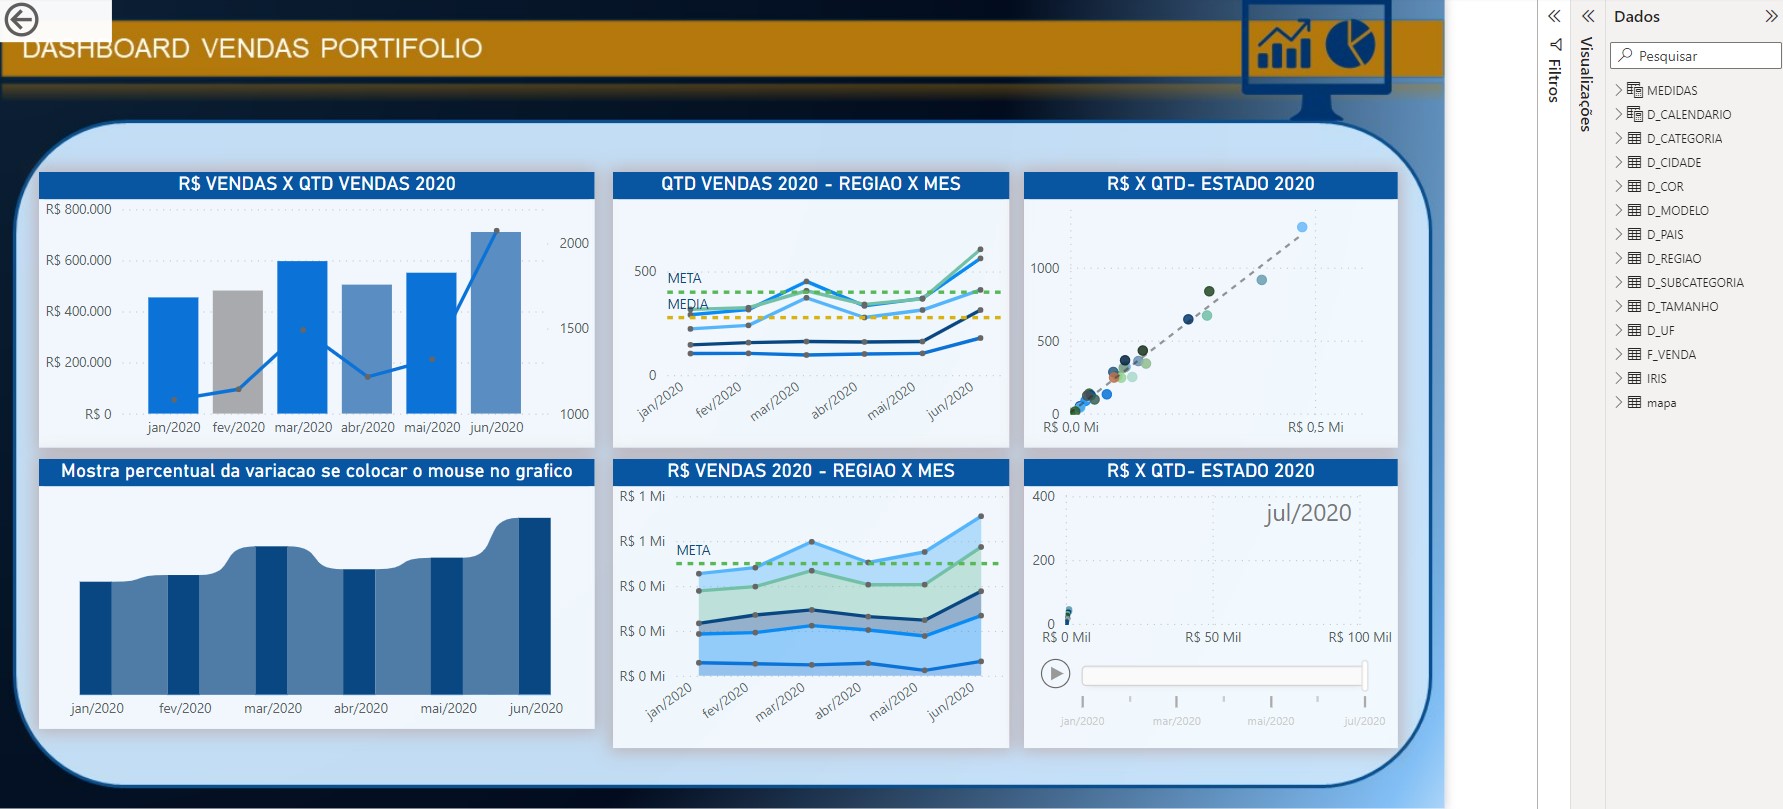 DASHBOARD VENDAS PORTIFOLIO
R$ VENDAS X QTD VENDAS 2020
R$ 800.000
R$ 600.000
R$ 400.000
R$ 200.000
R$ 0
2000
1500
1000
jan/2020 fev/2020 mar/2020 abr/2020 mai/2020 jun/2020
QTD VENDAS 2020 - REGIAO X MES
500
META
MEDIA
0
jan/2020 fev/2020 mar/2020 abr/2020 mai/2020 jun/2020
R$ X QTD- ESTADO 2020
1000
500
0
R$ 0,0 Mi R$ 0,5 Mi
Mostra percentual da variacao se colocar o mouse no grafico
jan/2020 fev/2020 mar/2020 abr/2020 mai/2020 jun/2020
R$ VENDAS 2020 - REGIAO X MES
R$ 1 Mi
R$ 1 Mi
META
R$ 0 Mi
R$ 0 Mi
R$ 0 Mi
jan/2020 fev/2020 mar/2020 abr/2020 mai/2020 jun/2020
R$ X QTD- ESTADO 2020
jul/2020
400
200
0
R$ 0 Mil R$ 50 Mil R$ 100 Mil
jan/2020 mar/2020 mai/2020 jul/2020
Filtros
Visualizações
Dados
Pesquisar
MEDIDAS
D_CALENDARIO
D_CATEGORIA
D_CIDADE
D_COR
D_MODELO
D_PAIS
D_REGIAO
D_SUBCATEGORIA
D_TAMANHO
D_UF
F_VENDA
IRIS
mapa